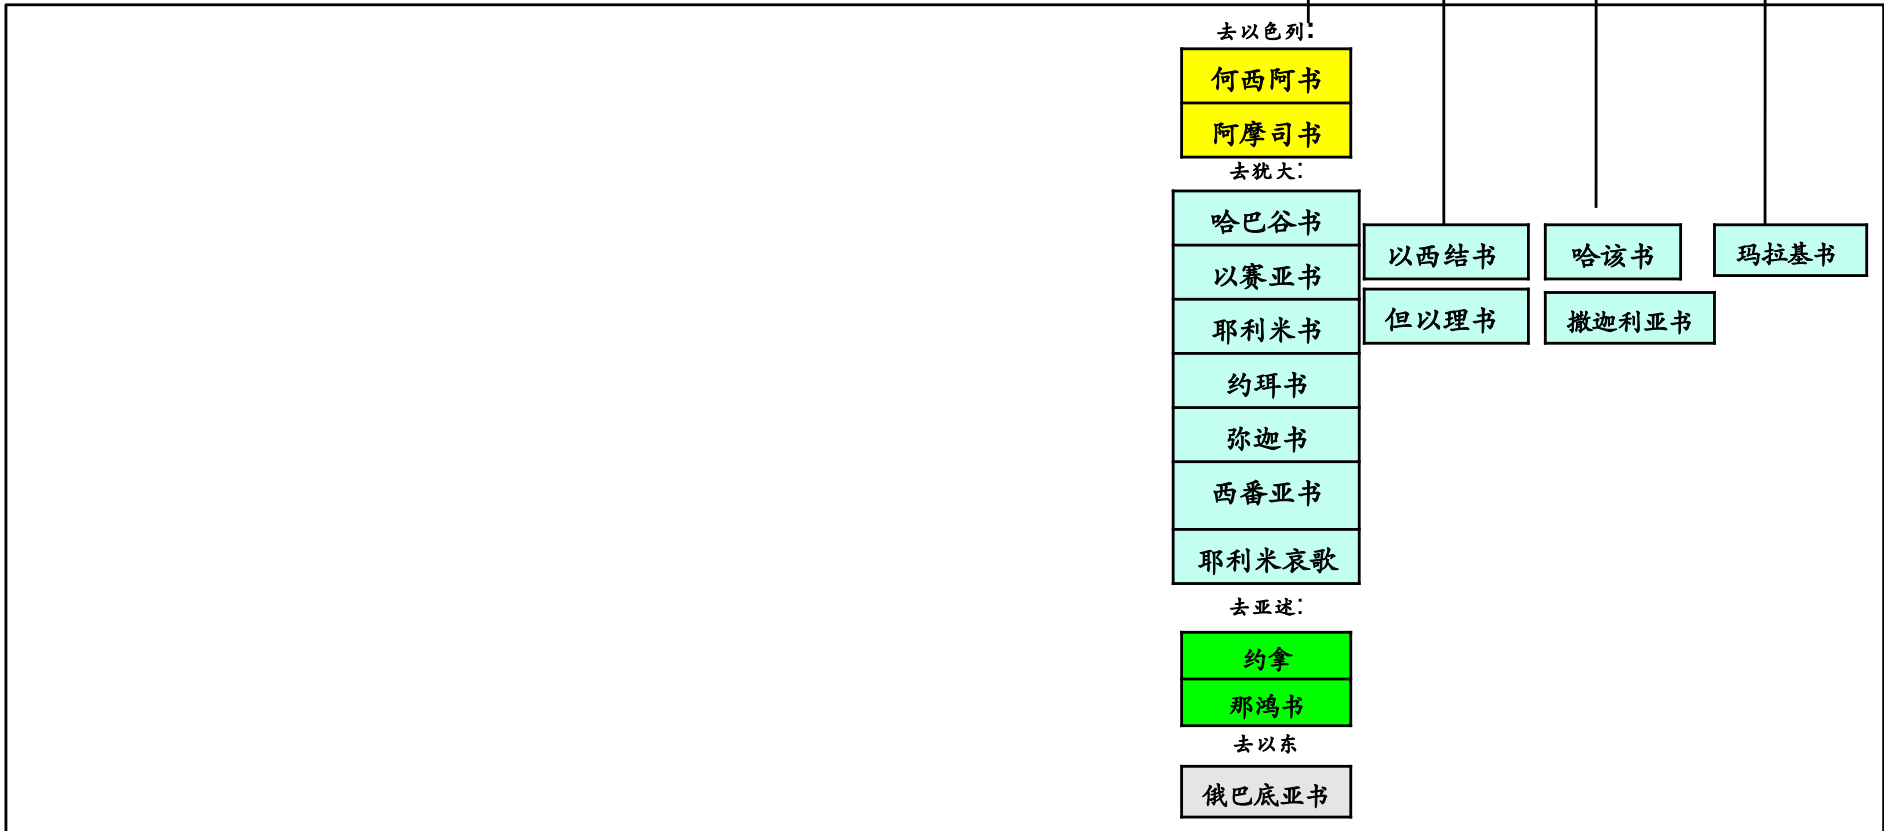 去以色列:
何西阿书
阿摩司书
去犹大:
哈巴谷书
以赛亚书
耶利米书
约珥书
弥迦书
西番亚书
耶利米哀歌
以西结书
但以理书
哈该书
撒迦利亚书
玛拉基书
去亚述:
约拿
那鸿书
去以东
俄巴底亚书